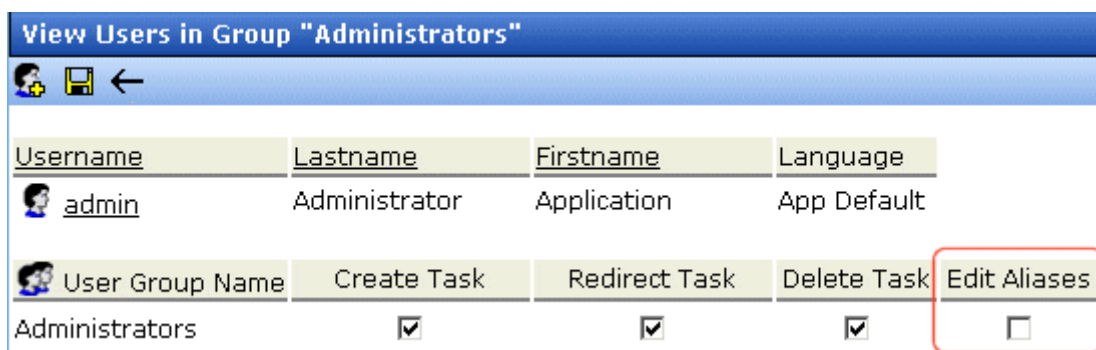 View Users in Group "Administrators"
Username Lastname Firstname Language
admin Administrator Application App Default
User Group Name Create Task Redirect Task Delete Task Edit Aliases
Administrators